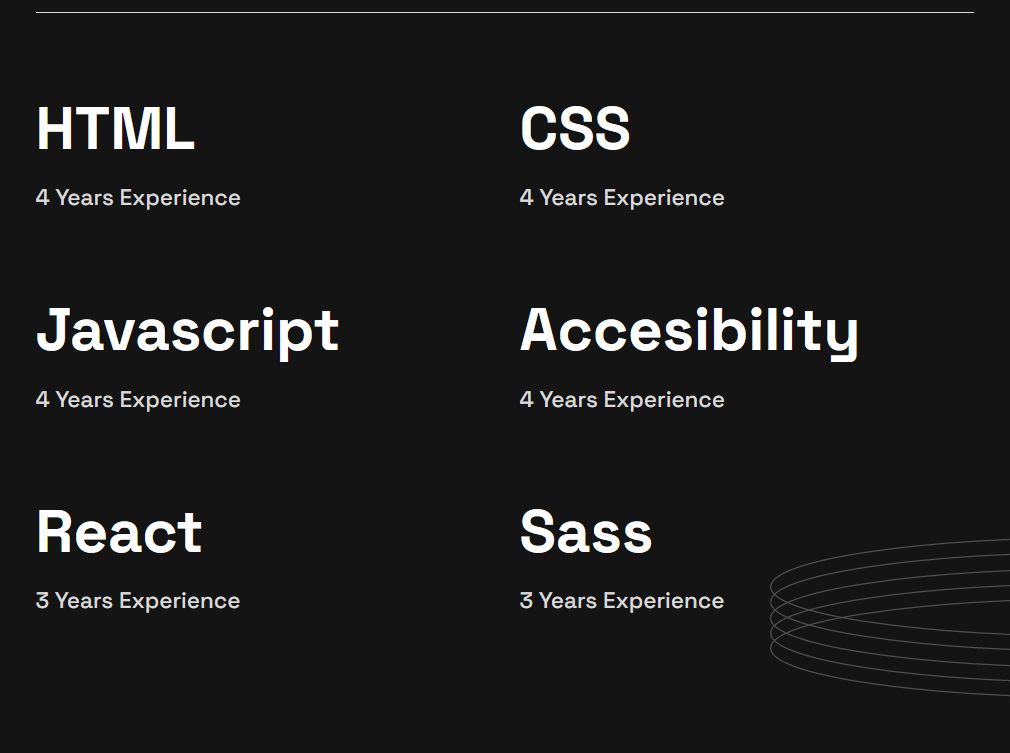 HTML
4 Years Experience
CSS
4 Years Experience
Javascript
4 Years Experience
Accesibility
4 Years Experience
React
3 Years Experience
Sass
3 Years Experience